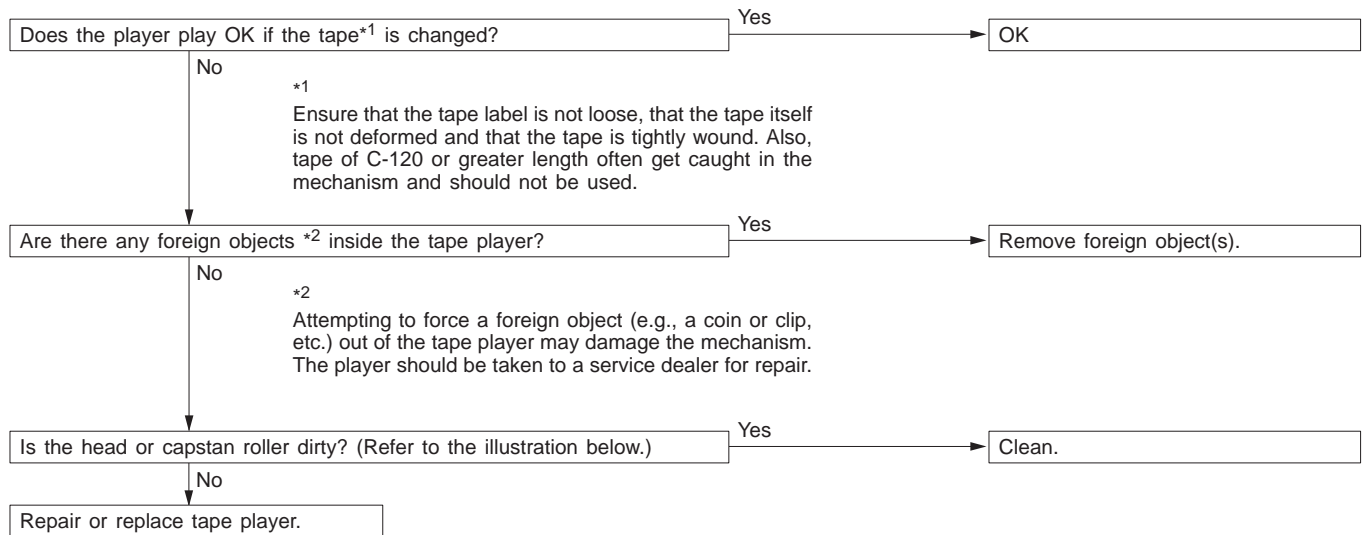 Does the player play OK if the tape*1 is changed?
Yes
OK
No
*1
Ensure that the tape label is not loose, that the tape itself
is not deformed and that the tape is tightly wound. Also,
tape of C-120 or greater length often get caught in the
mechanism and should not be used.
Are there any foreign objects *2 inside the tape player?
Yes
Remove foreign object(s).
No
*2
Attempting to force a foreign object (e.g., a coin or clip,
etc.) out of the tape player may damage the mechanism.
The player should be taken to a service dealer for repair.
Is the head or capstan roller dirty? (Refer to the illustration below.)
Yes
Clean.
No
Repair or replace tape player.